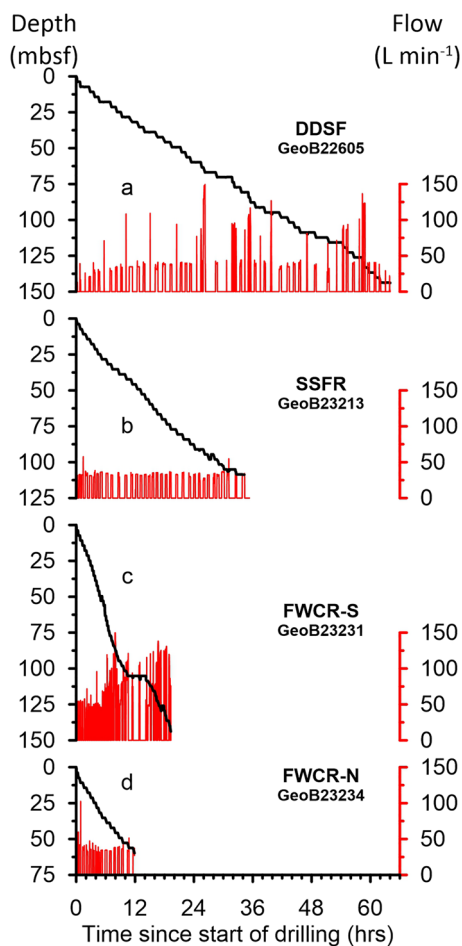 Depth
(mbsf)
Flow
(L min⁻¹)
0
25
50
75
100
125
150
DDSF
GeoB22605
a
150
100
50
0
0
25
50
75
100
125
SSFR
GeoB23213
b
150
100
50
0
0
25
50
75
100
125
150
c
FWCR-S
GeoB23231
150
100
50
0
0
25
50
75
d
FWCR-N
GeoB23234
150
100
50
0
0 12 24 36 48 60
Time since start of drilling (hrs)